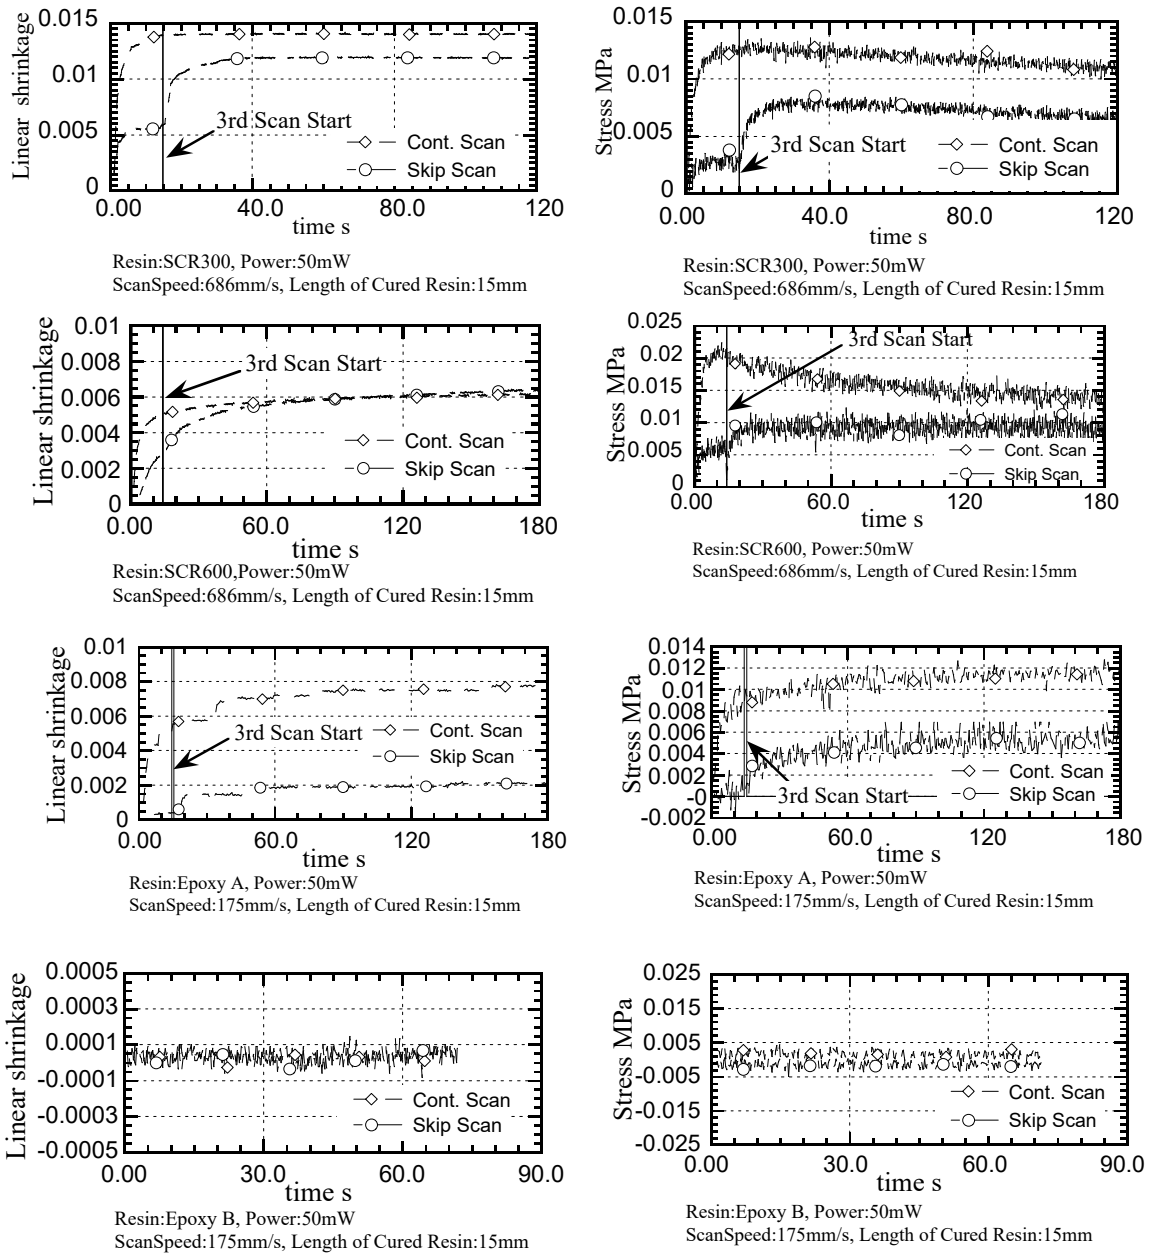 Linear shrinkage
0.015
0.01
0.005
0
3rd Scan Start
Cont. Scan
Skip Scan
0.00 40.0 80.0 120
time s
Resin:SCR300, Power:50mW
ScanSpeed:686mm/s, Length of Cured Resin:15mm
Stress MPa
0.015
0.01
0.005
0
3rd Scan Start
Cont. Scan
Skip Scan
0.00 40.0 80.0 120
time s
Resin:SCR300, Power:50mW
ScanSpeed:686mm/s, Length of Cured Resin:15mm
Linear shrinkage
0.01
0.008
0.006
0.004
0.002
0
3rd Scan Start
Cont. Scan
Skip Scan
0.00 60.0 120 180
time s
Resin:SCR600,Power:50mW
ScanSpeed:686mm/s, Length of Cured Resin:15mm
Stress MPa
0.025
0.02
0.015
0.01
0.005
0
3rd Scan Start
Cont. Scan
Skip Scan
0.00 60.0 120 180
time s
Resin:SCR600, Power:50mW
ScanSpeed:686mm/s, Length of Cured Resin:15mm
Linear shrinkage
0.01
0.008
0.006
0.004
0.002
0
3rd Scan Start
Cont. Scan
Skip Scan
0.00 60.0 120 180
time s
Resin:Epoxy A, Power:50mW
ScanSpeed:175mm/s, Length of Cured Resin:15mm
Stress MPa
0.014
0.012
0.01
0.008
0.006
0.004
0.002
-0
-0.002
3rd Scan Start
Cont. Scan
Skip Scan
0.00 60.0 120 180
time s
Resin:Epoxy A, Power:50mW
ScanSpeed:175mm/s, Length of Cured Resin:15mm
Linear shrinkage
0.0005
0.0003
0.0001
-0.0001
-0.0003
-0.0005
Cont. Scan
Skip Scan
0.00 30.0 60.0 90.0
time s
Resin:Epoxy B, Power:50mW
ScanSpeed:175mm/s, Length of Cured Resin:15mm
Stress MPa
0.025
0.015
0.005
-0.005
-0.015
-0.025
Cont. Scan
Skip Scan
0.00 30.0 60.0 90.0
time s
Resin:Epoxy B, Power:50mW
ScanSpeed:175mm/s, Length of Cured Resin:15mm